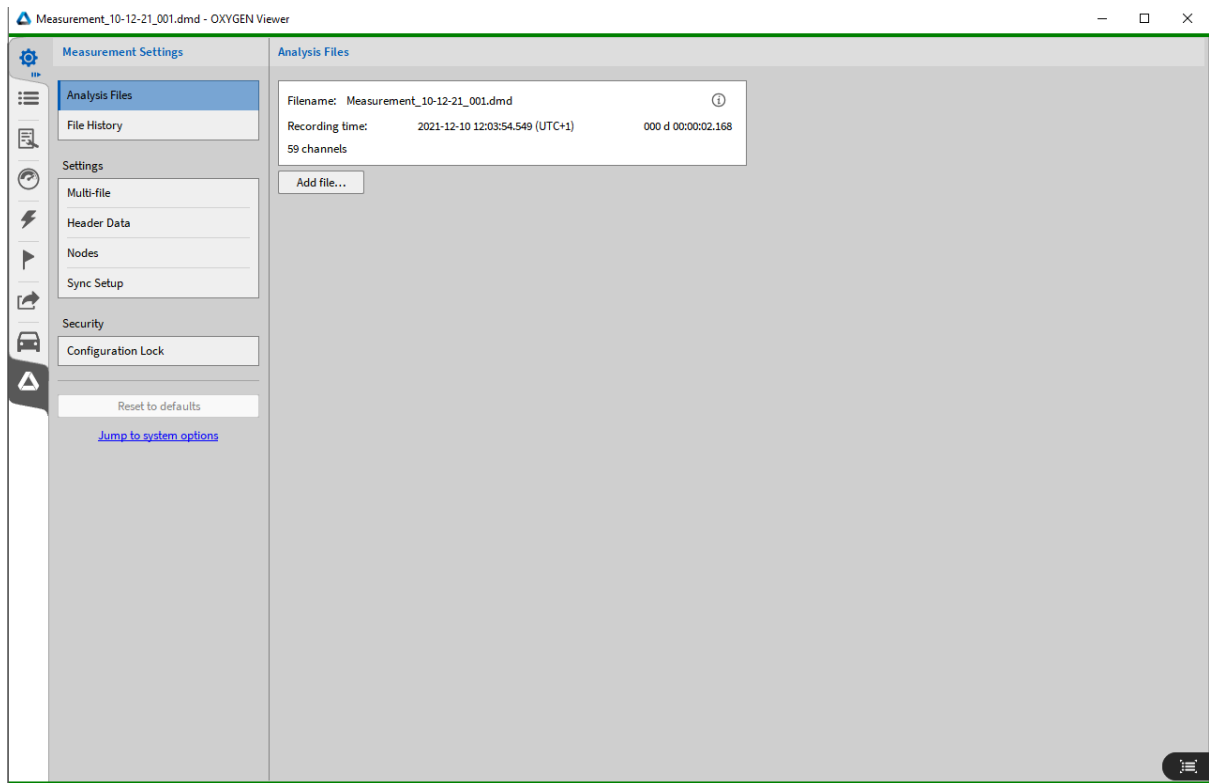 Measurement_10-12-21_001.dmd - OXYGEN Viewer
Measurement Settings
Analysis Files
File History
Settings
Multi-file
Header Data
Nodes
Sync Setup
Security
Configuration Lock
Reset to defaults
Jump to system options
Analysis Files
Filename: Measurement_10-12-21_001.dmd
Recording time: 2021-12-10 12:03:54.549 (UTC+1) 000 d 00:00:02.168
59 channels
Add file...